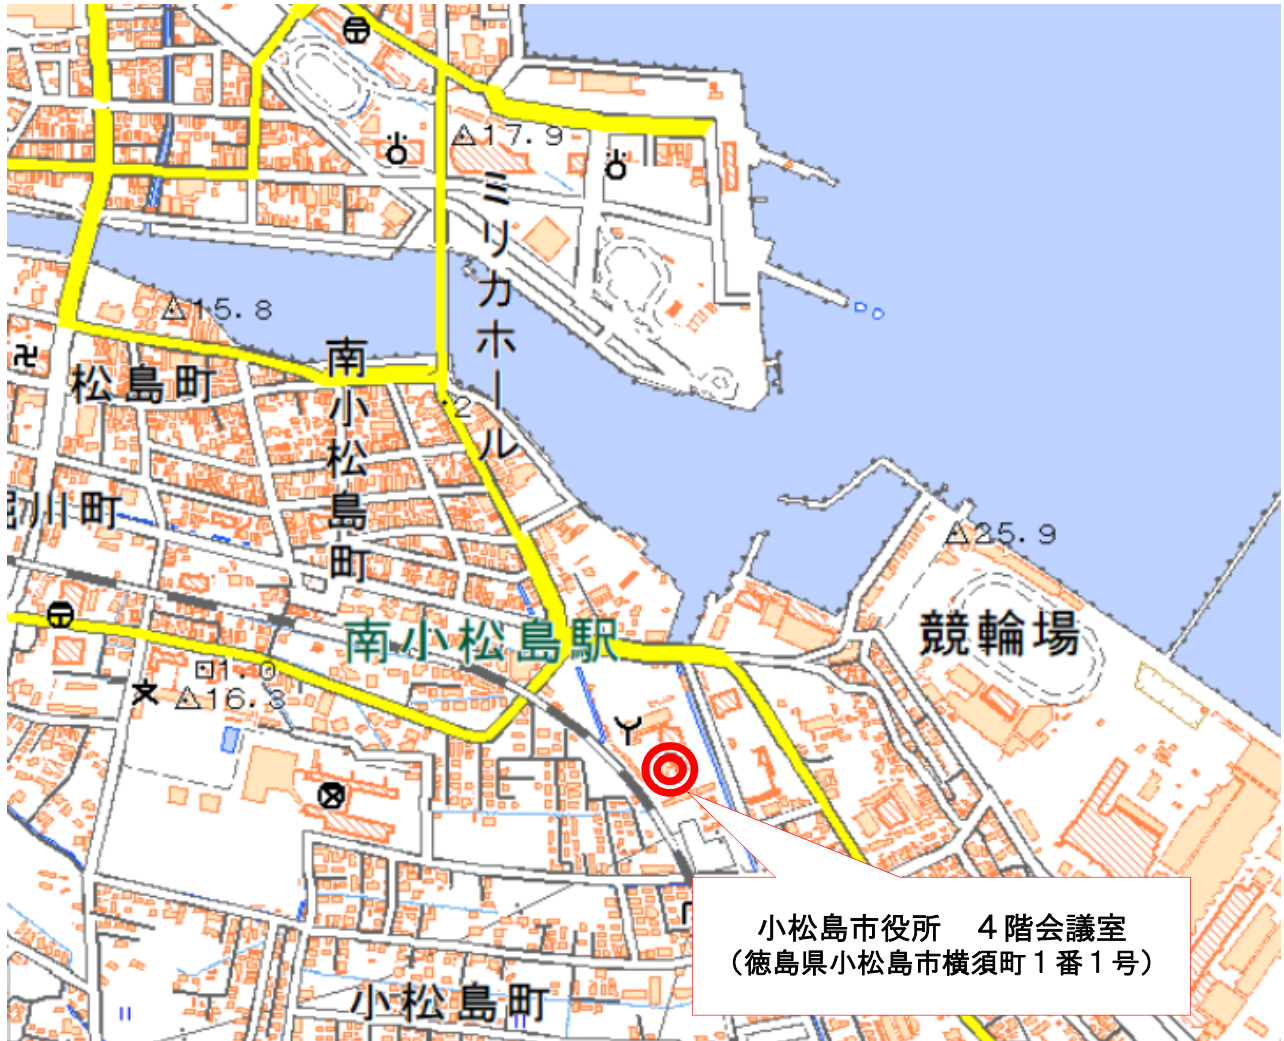 17.9
ミリカホール
15.8
南小松島町
松島町
2
川町
25.9
競輪場
南小松島駅
1.0
16.3
小松島市役所　４階会議室
（徳島県小松島市横須町１番１号）
小松島町